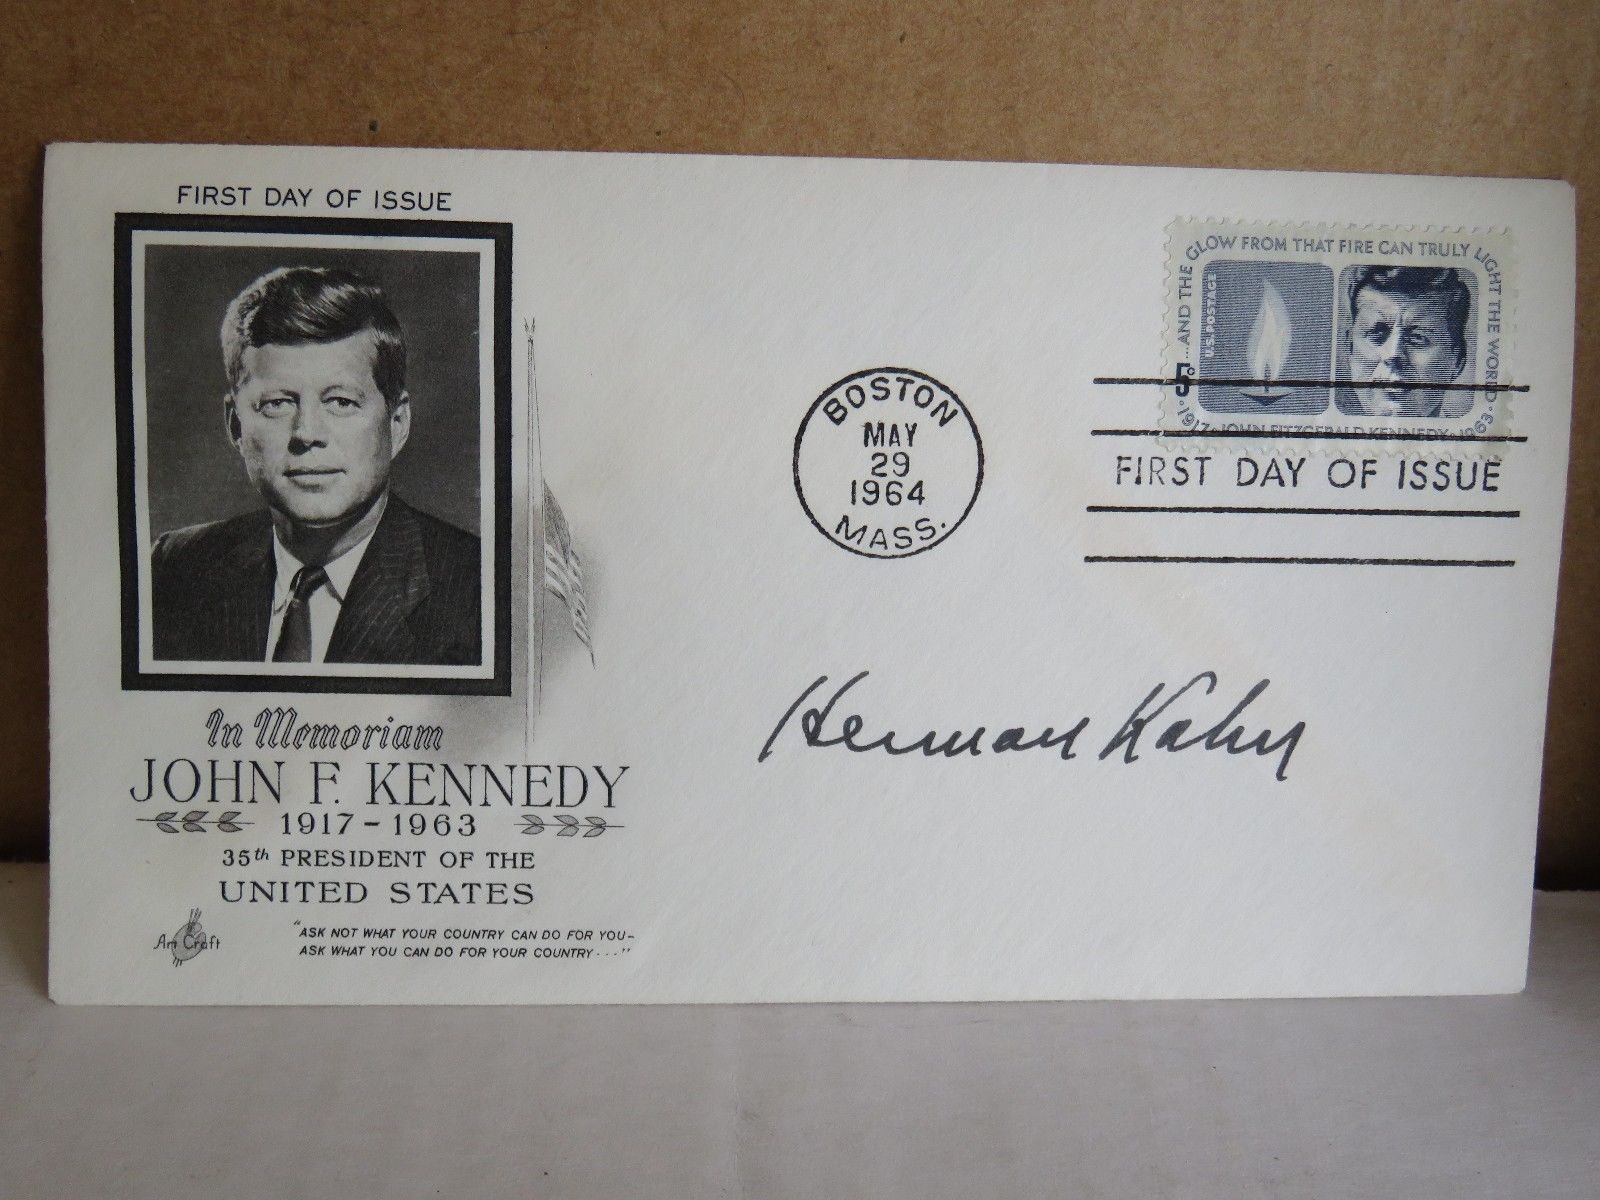 FIRST DAY OF ISSUE
In Memoriam
JOHN F. KENNEDY
1917 - 1963
35th PRESIDENT OF THE
UNITED STATES
Art Craft
"ASK NOT WHAT YOUR COUNTRY CAN DO FOR YOU-
ASK WHAT YOU CAN DO FOR YOUR COUNTRY...."
BOSTON
MAY
29
1964
MASS.
...AND THE GLOW FROM THAT FIRE CAN TRULY LIGHT THE WORLD
U.S. POSTAGE
5c
1917 · JOHN FITZGERALD KENNEDY · 1963
FIRST DAY OF ISSUE
Herman Kahn